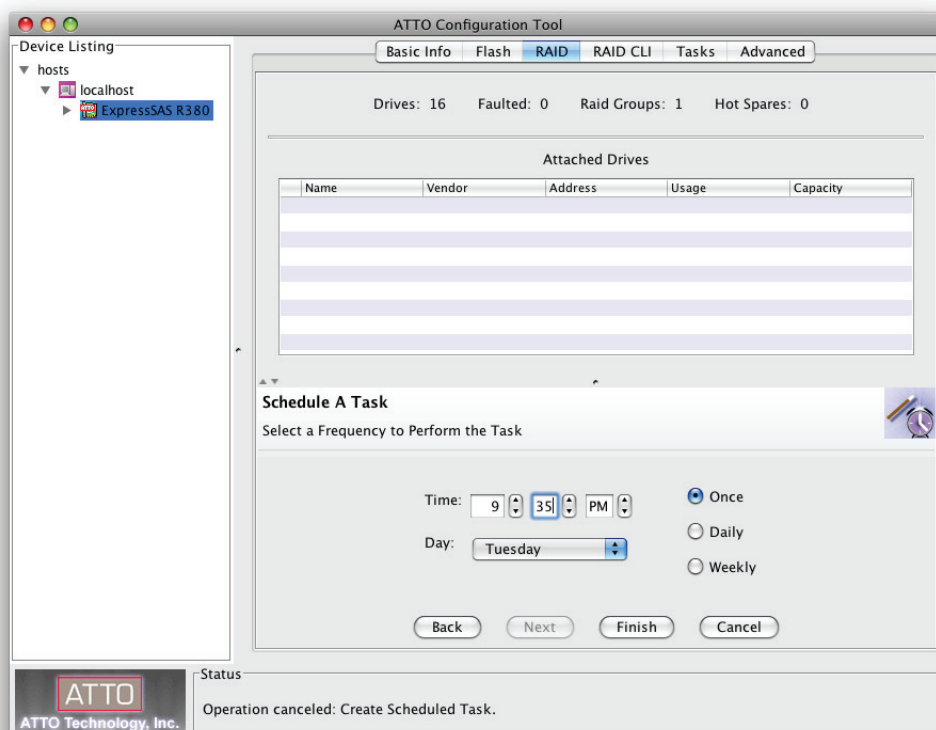 ATTO Configuration Tool
Device Listing
hosts
localhost
ExpressSAS R380
Basic Info Flash RAID RAID CLI Tasks Advanced
Drives: 16 Faulted: 0 Raid Groups: 1 Hot Spares: 0
Attached Drives
Name Vendor Address Usage Capacity
Schedule A Task
Select a Frequency to Perform the Task
Time: 9 35 PM
Day: Tuesday
Once
Daily
Weekly
Back Next Finish Cancel
ATTO
ATTO Technology, Inc.
Status
Operation canceled: Create Scheduled Task.